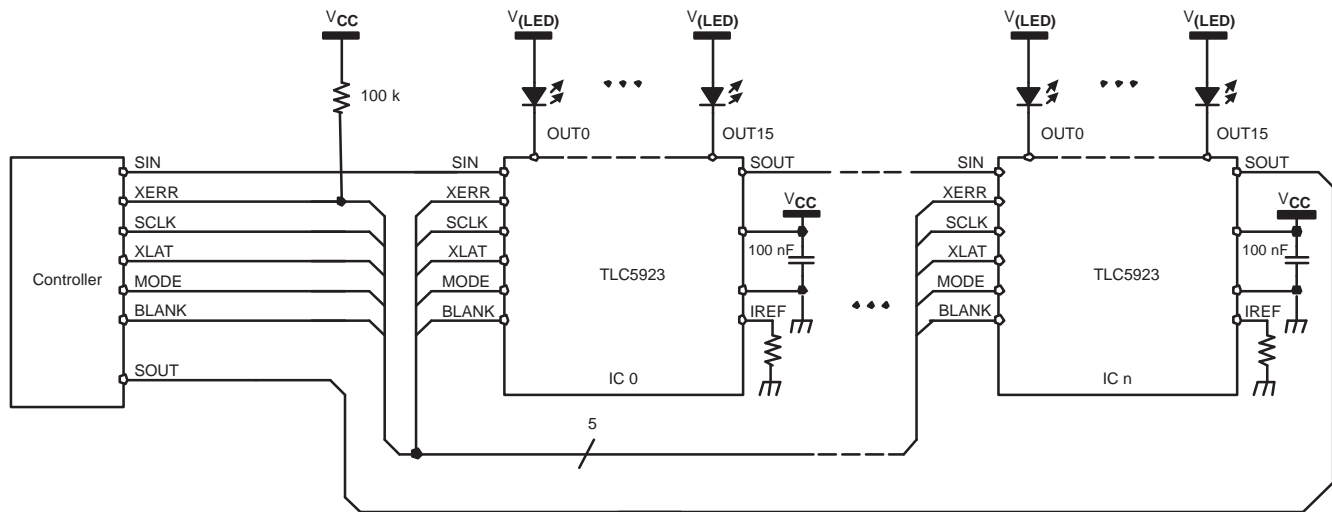 VCC
V(LED)
V(LED)
V(LED)
V(LED)
100 k
OUT0
OUT15
OUT0
OUT15
SIN
SIN
SOUT
SIN
SOUT
XERR
XERR
XERR
VCC
VCC
SCLK
SCLK
SCLK
100 nF
100 nF
XLAT
XLAT
XLAT
Controller
TLC5923
TLC5923
MODE
MODE
MODE
BLANK
BLANK
IREF
BLANK
IREF
SOUT
IC 0
IC n
5